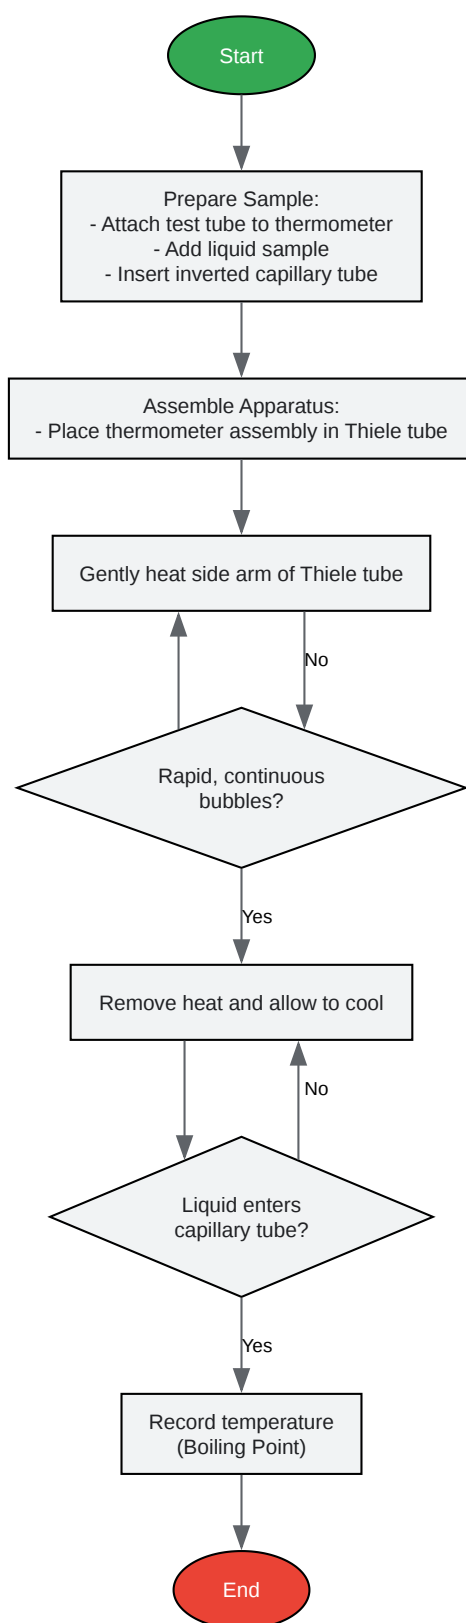 Start
Prepare Sample:
- Attach test tube to thermometer
- Add liquid sample
- Insert inverted capillary tube
Assemble Apparatus:
- Place thermometer assembly in Thiele tube
Gently heat side arm of Thiele tube
No
Rapid, continuous
bubbles?
Yes
Remove heat and allow to cool
No
Liquid enters
capillary tube?
Yes
Record temperature
(Boiling Point)
End